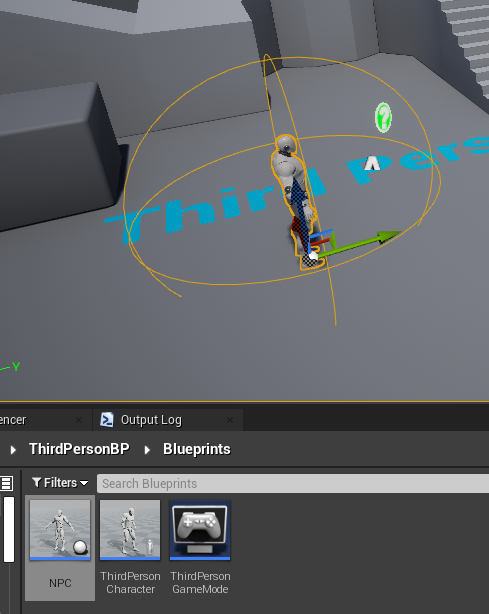 Third Pers
Y
encer
Output Log
ThirdPersonBP
Blueprints
Filters
Search Blueprints
NPC
ThirdPerson
Character
ThirdPerson
GameMode